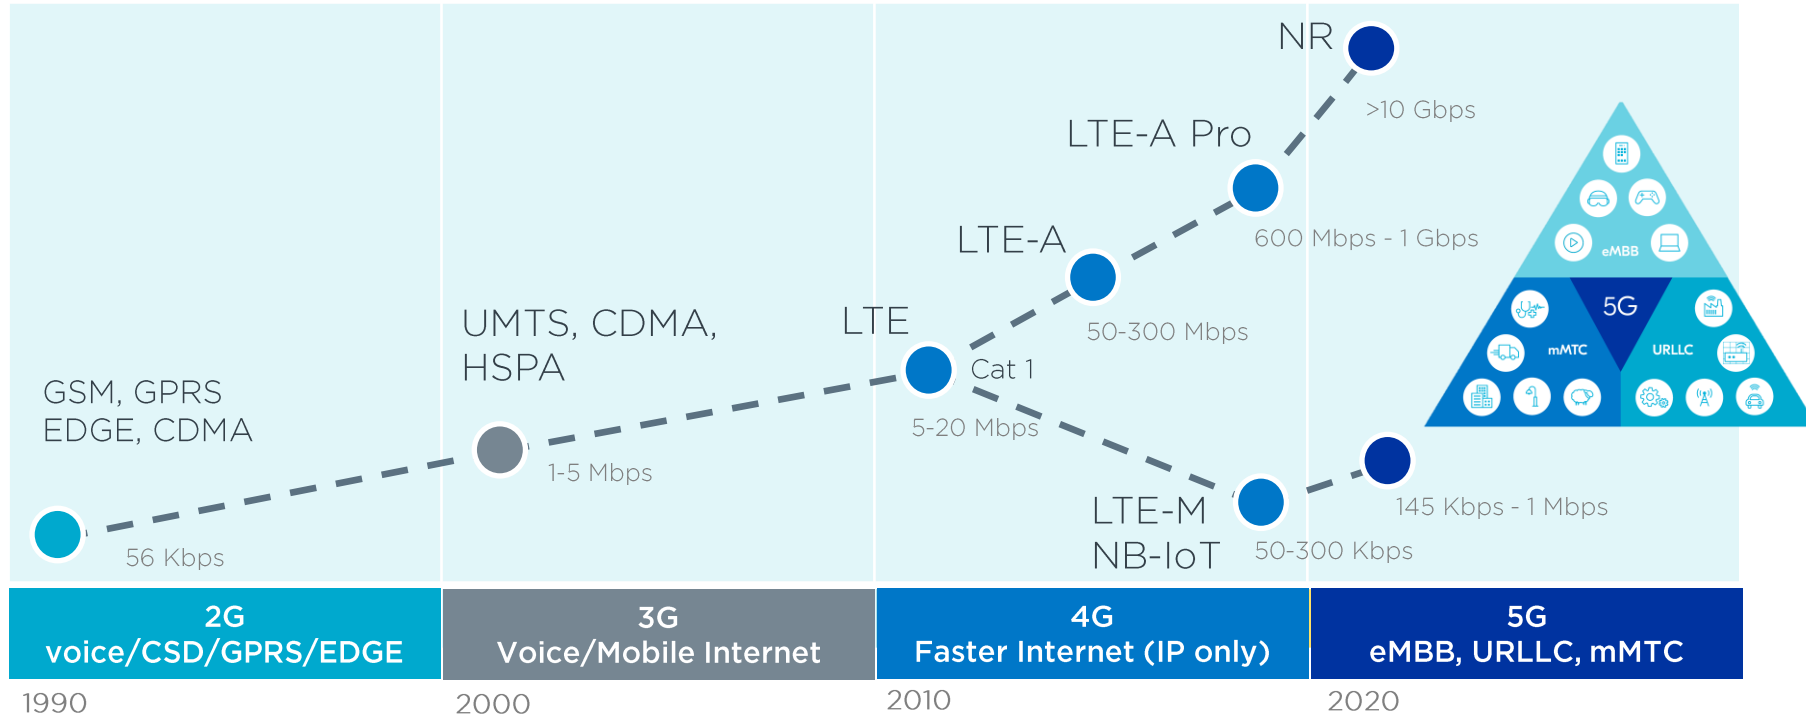 NR
>10 Gbps
LTE-A Pro
600 Mbps - 1 Gbps
LTE-A
50-300 Mbps
LTE
Cat 1
5-20 Mbps
UMTS, CDMA,
HSPA
1-5 Mbps
GSM, GPRS
EDGE, CDMA
56 Kbps
LTE-M
NB-IoT
50-300 Kbps
145 Kbps - 1 Mbps
eMBB
5G
mMTC
URLLC
2G
voice/CSD/GPRS/EDGE
3G
Voice/Mobile Internet
4G
Faster Internet (IP only)
5G
eMBB, URLLC, mMTC
1990
2000
2010
2020